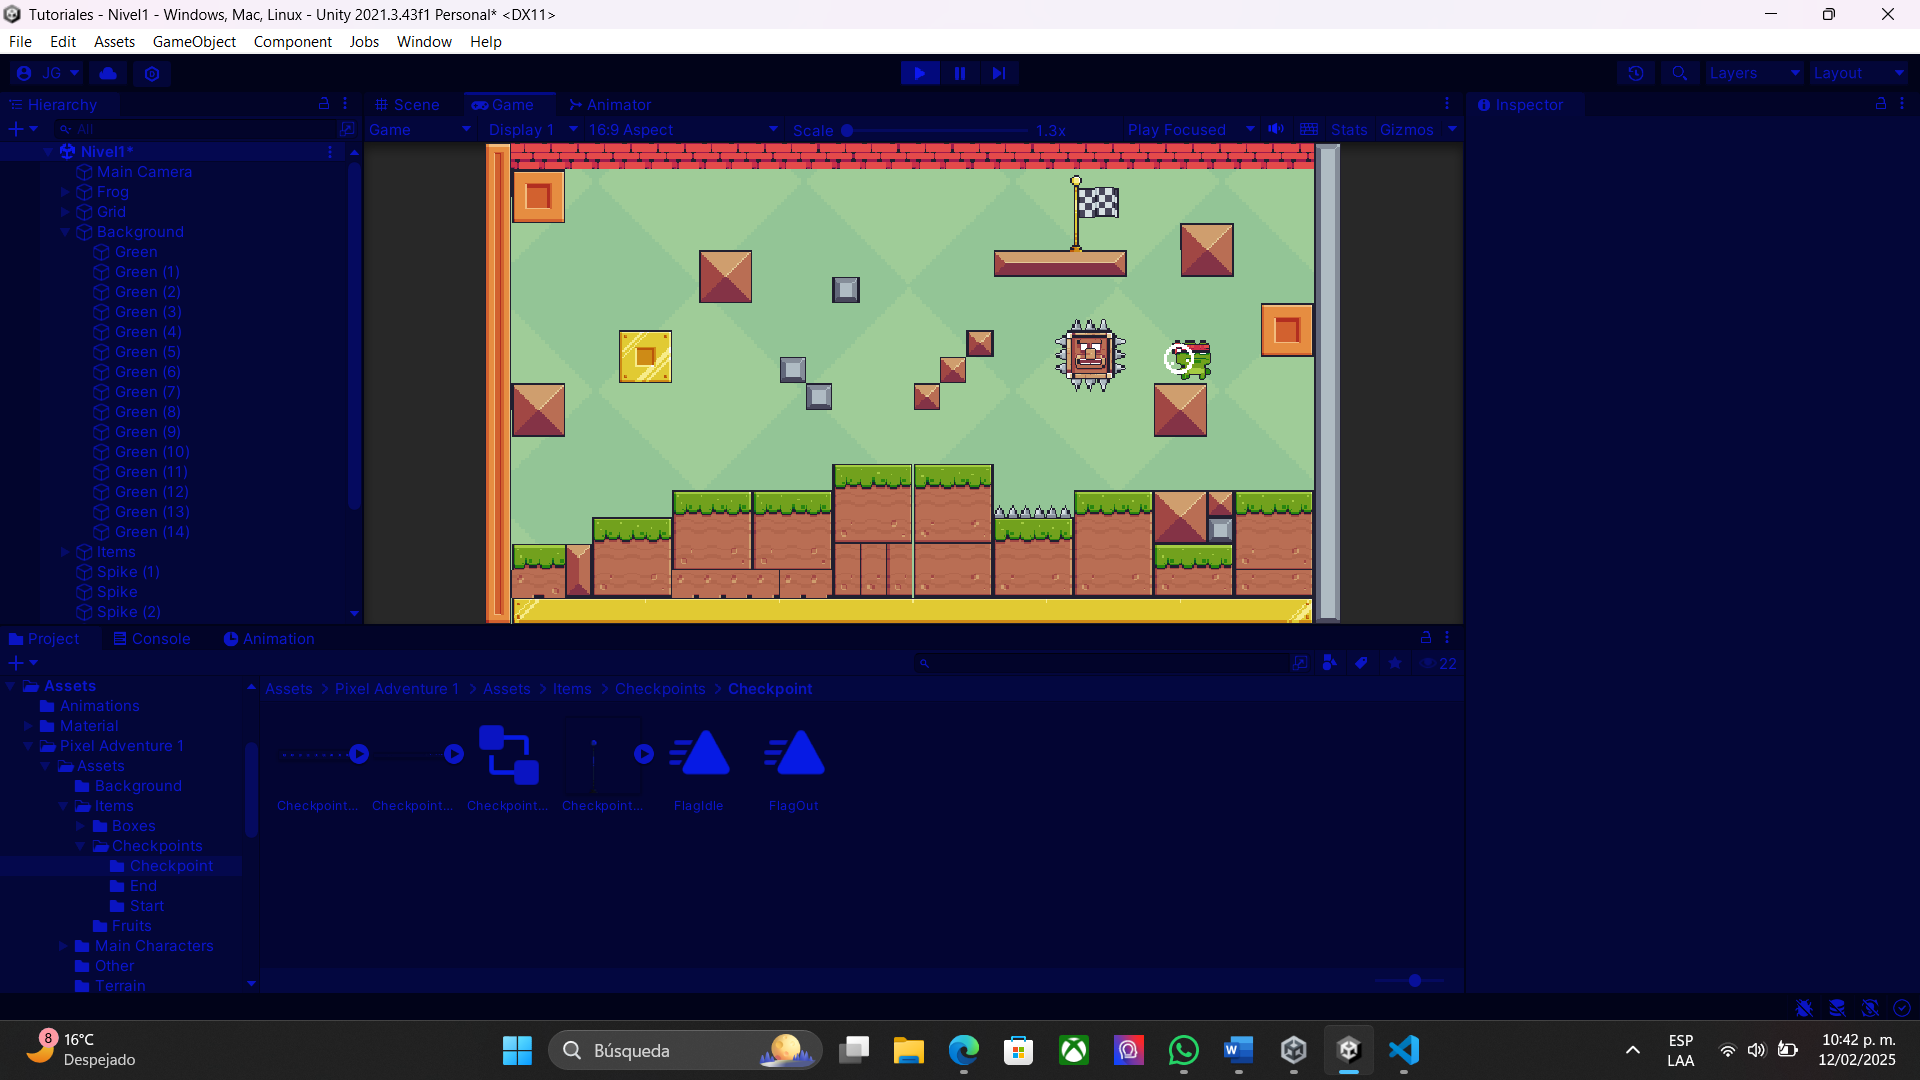 Tutoriales - Nivel1 - Windows, Mac, Linux - Unity 2021.3.43f1 Personal* <DX11>
File Edit Assets GameObject Component Jobs Window Help
JG
Layers Layout
Hierarchy
All
Nivel1*
Main Camera
Frog
Grid
Background
Green
Green (1)
Green (2)
Green (3)
Green (4)
Green (5)
Green (6)
Green (7)
Green (8)
Green (9)
Green (10)
Green (11)
Green (12)
Green (13)
Green (14)
Items
Spike (1)
Spike
Spike (2)
Scene Game Animator
Game Display 1 16:9 Aspect Scale 1.3x Play Focused Stats Gizmos
Inspector
Project Console Animation
22
Assets
Animations
Material
Pixel Adventure 1
Assets
Background
Items
Boxes
Checkpoints
Checkpoint
End
Start
Fruits
Main Characters
Other
Terrain
Assets > Pixel Adventure 1 > Assets > Items > Checkpoints > Checkpoint
Checkpoint... Checkpoint... Checkpoint... Checkpoint... FlagIdle FlagOut
8
16°C
Despejado
Búsqueda
ESP
LAA
10:42 p. m.
12/02/2025